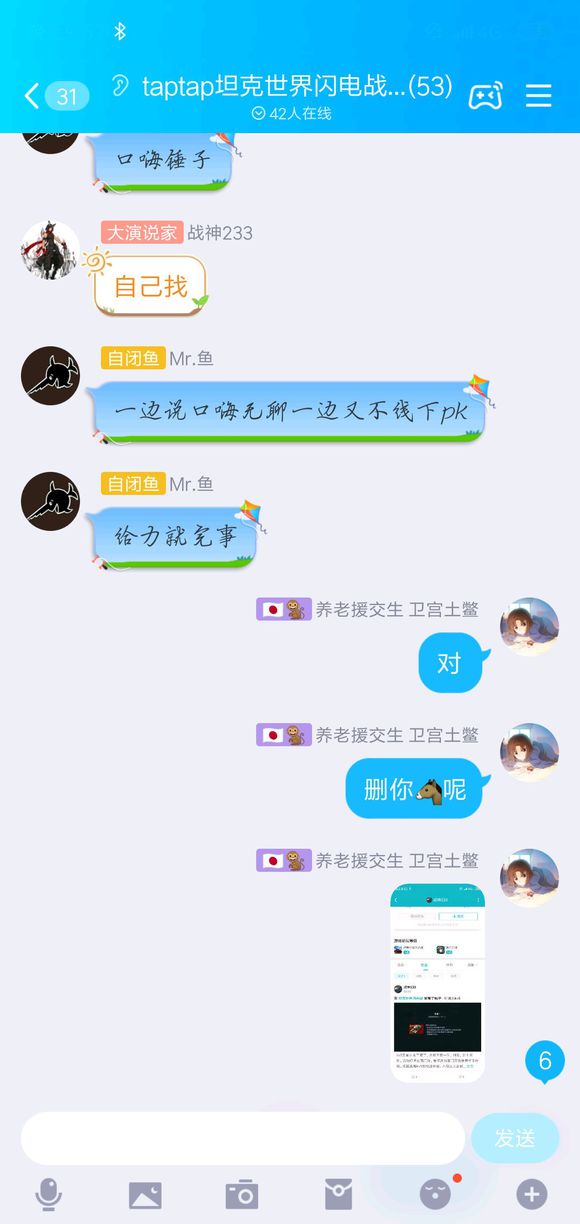 31
taptap坦克世界闪电战...(53)
42人在线
口嗨锤子
大演说家 战神233
自己找
自闭鱼 Mr.鱼
一边说口嗨无聊一边又不线下pk
自闭鱼 Mr.鱼
给力就完事
养老援交生 卫宫土鳖
对
养老援交生 卫宫土鳖
删你🐴呢
养老援交生 卫宫土鳖
6
发送